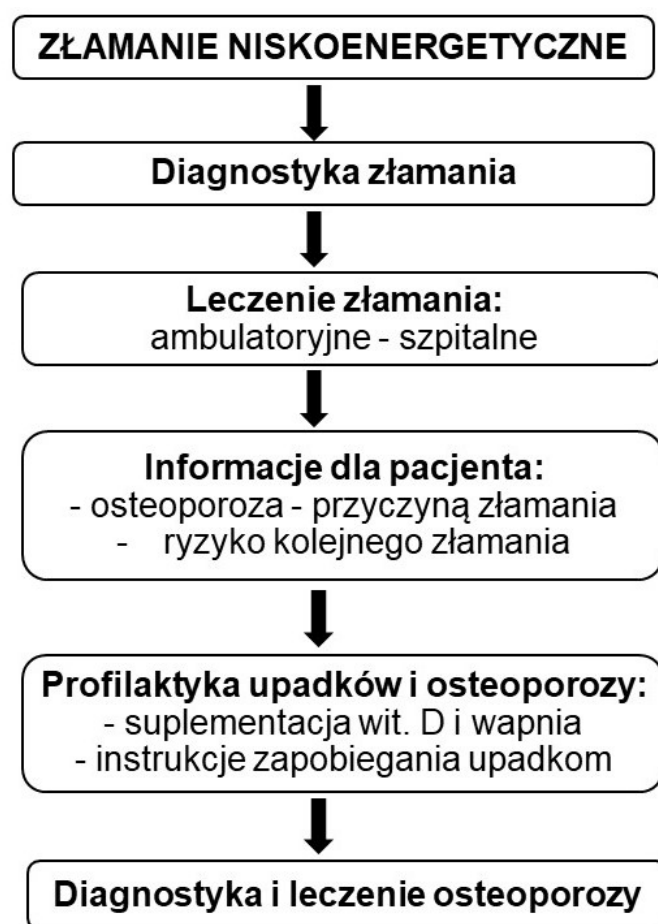 ZŁAMANIE NISKOENERGETYCZNE
Diagnostyka złamania
Leczenie złamania:
ambulatoryjne - szpitalne
Informacje dla pacjenta:
- osteoporoza - przyczyną złamania
- ryzyko kolejnego złamania
Profilaktyka upadków i osteoporozy:
- suplementacja wit. D i wapnia
- instrukcje zapobiegania upadkom
Diagnostyka i leczenie osteoporozy